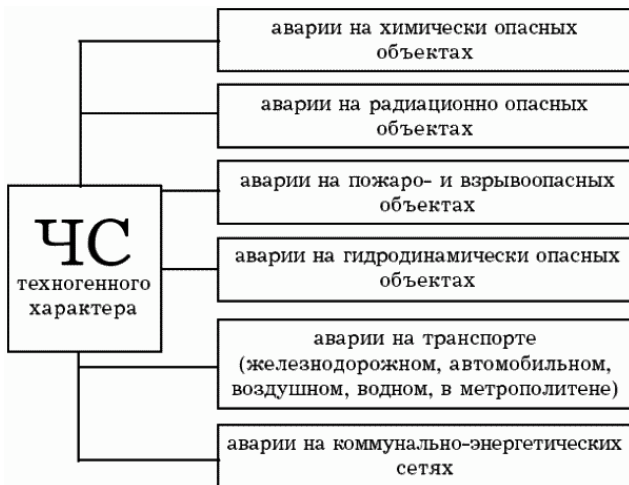 аварии на химически опасных
объектах
аварии на радиационно опасных
объектах
аварии на пожаро- и взрывоопасных
объектах
ЧС
техногенного
характера
аварии на гидродинамически опасных
объектах
аварии на транспорте
(железнодорожном, автомобильном,
воздушном, водном, в метрополитене)
аварии на коммунально-энергетических
сетях